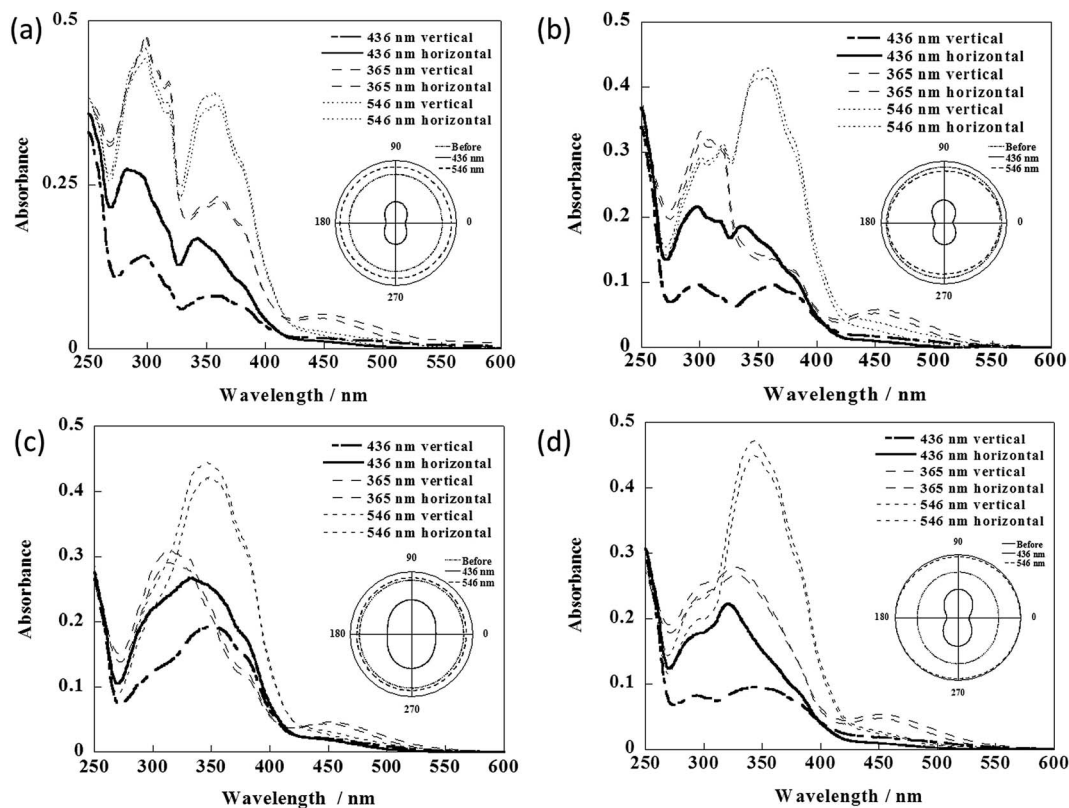 (a)
0.5
0.25
0
Absorbance
436 nm vertical
436 nm horizontal
365 nm vertical
365 nm horizontal
546 nm vertical
546 nm horizontal
Before
436 nm
546 nm
90
180
0
270
250 300 350 400 450 500 550 600
Wavelength / nm
(b)
0.5
0.4
0.3
0.2
0.1
0
Absorbance
436 nm vertical
436 nm horizontal
365 nm vertical
365 nm horizontal
546 nm vertical
546 nm horizontal
Before
436 nm
546 nm
90
180
0
270
250 300 350 400 450 500 550 600
Wavelength / nm
(c)
0.5
0.4
0.3
0.2
0.1
0
Absorbance
436 nm vertical
436 nm horizontal
365 nm vertical
365 nm horizontal
546 nm vertical
546 nm horizontal
Before
436 nm
546 nm
90
180
0
270
250 300 350 400 450 500 550 600
Wavelength / nm
(d)
0.5
0.4
0.3
0.2
0.1
0
Absorbance
436 nm vertical
436 nm horizontal
365 nm vertical
365 nm horizontal
546 nm vertical
546 nm horizontal
Before
436 nm
546 nm
90
180
0
270
250 300 350 400 450 500 550 600
Wavelength / nm